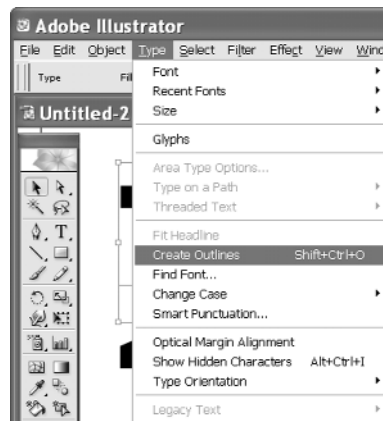 Adobe Illustrator
File Edit Object Type Select Filter Effect View
Type
Untitled-2
Font
Recent Fonts
Size
Glyphs
Area Type Options...
Type on a Path
Threaded Text
Fit Headline
Create Outlines Shift+Ctrl+O
Find Font...
Change Case
Smart Punctuation...
Optical Margin Alignment
Show Hidden Characters Alt+Ctrl+I
Type Orientation
Legacy Text